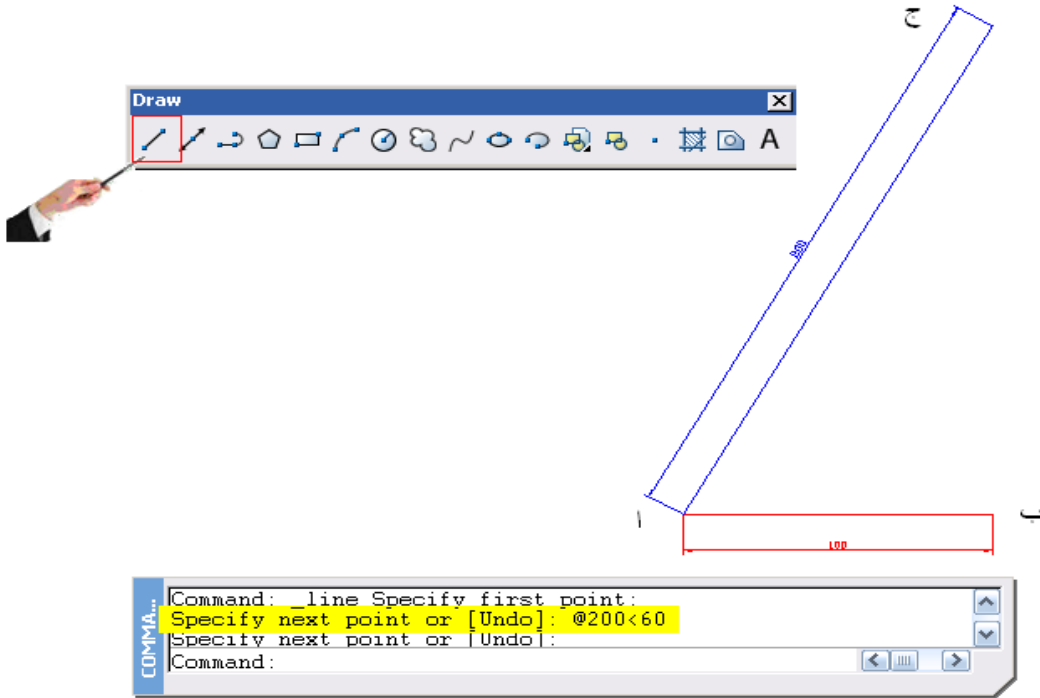 ج
Draw
A
ا
ب
100
COMMA...
Command: _line Specify first point:
Specify next point or [Undo]: @200<60
Specify next point or [Undo]:
Command: